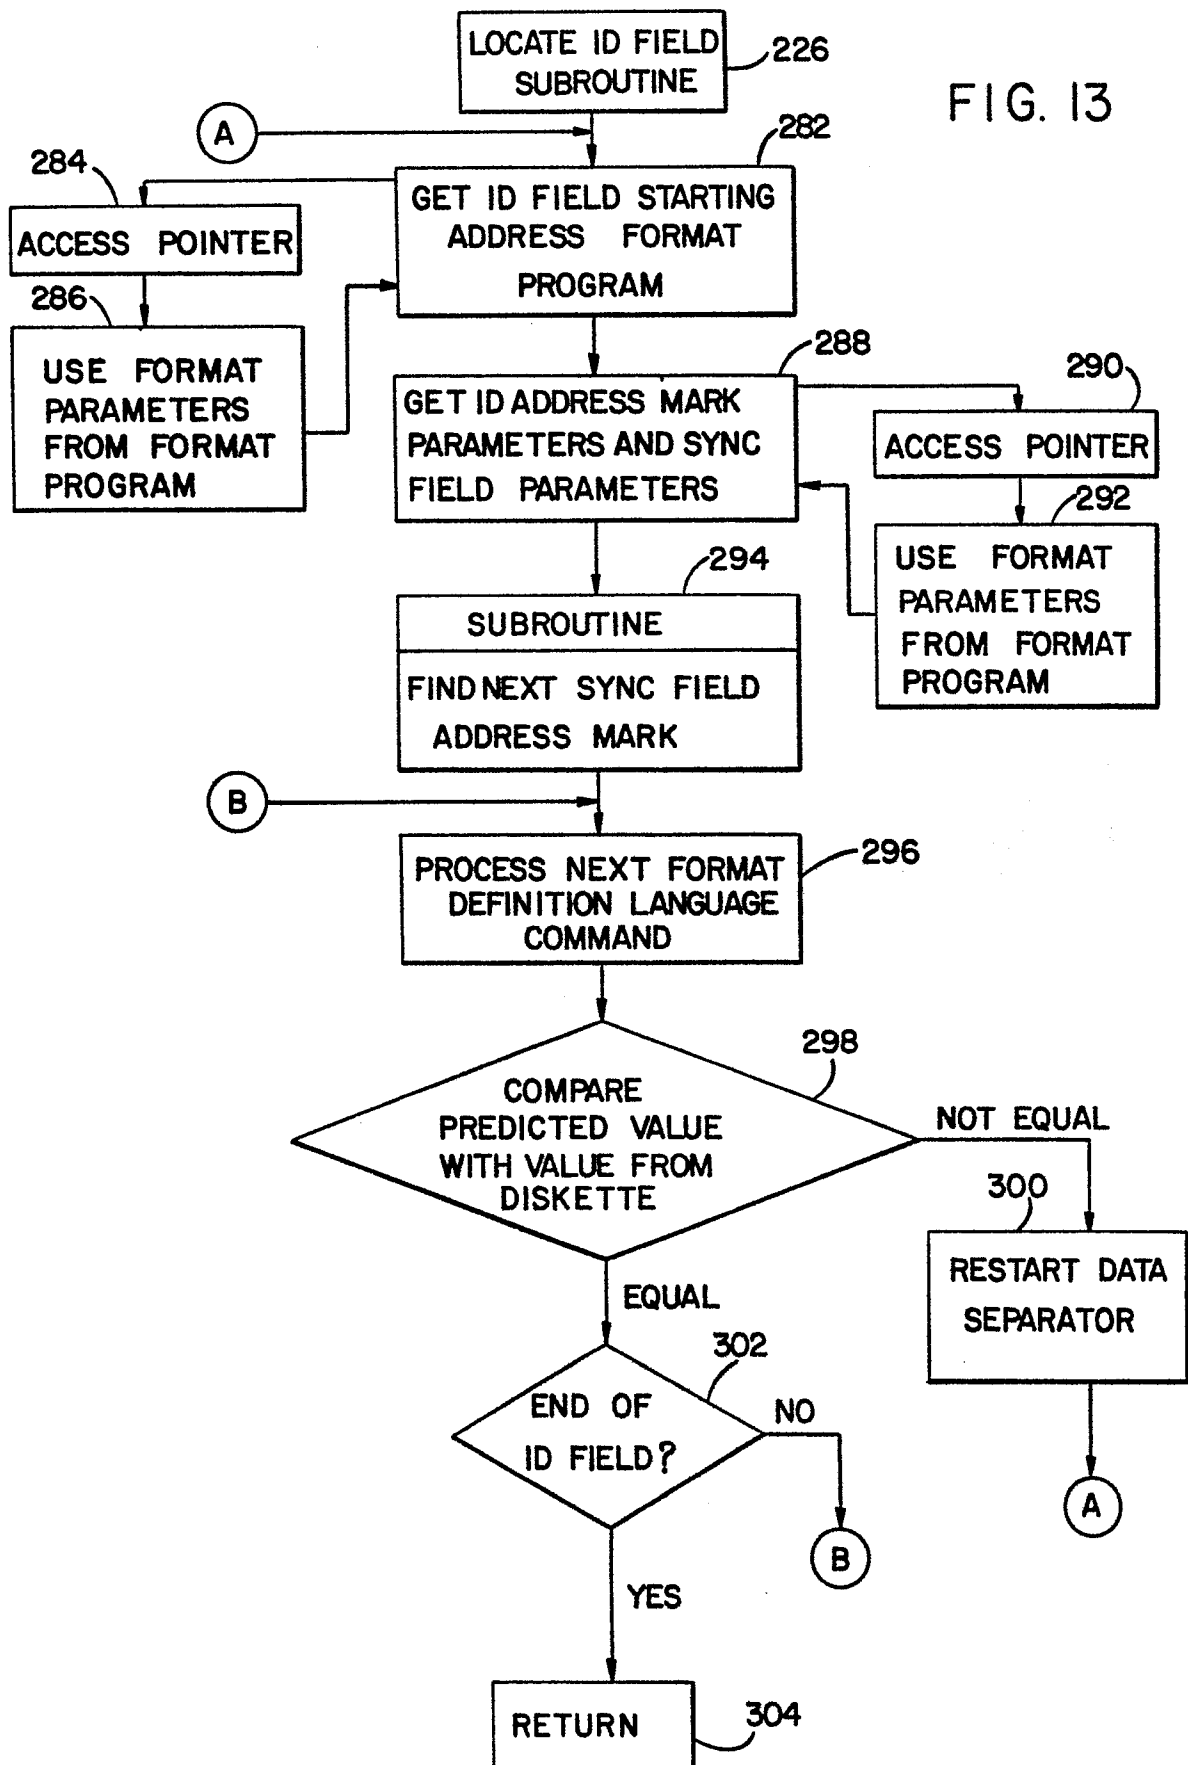 LOCATE ID FIELD
SUBROUTINE
226
FIG. 13
A
282
284
GET ID FIELD STARTING
ADDRESS FORMAT
PROGRAM
ACCESS POINTER
286
USE FORMAT
PARAMETERS
FROM FORMAT
PROGRAM
288
GET ID ADDRESS MARK
PARAMETERS AND SYNC
FIELD PARAMETERS
290
ACCESS POINTER
292
USE FORMAT
PARAMETERS
FROM FORMAT
PROGRAM
294
SUBROUTINE
FIND NEXT SYNC FIELD
ADDRESS MARK
B
296
PROCESS NEXT FORMAT
DEFINITION LANGUAGE
COMMAND
298
COMPARE
PREDICTED VALUE
WITH VALUE FROM
DISKETTE
NOT EQUAL
300
RESTART DATA
SEPARATOR
A
EQUAL
302
END OF
ID FIELD?
NO
B
YES
RETURN
304